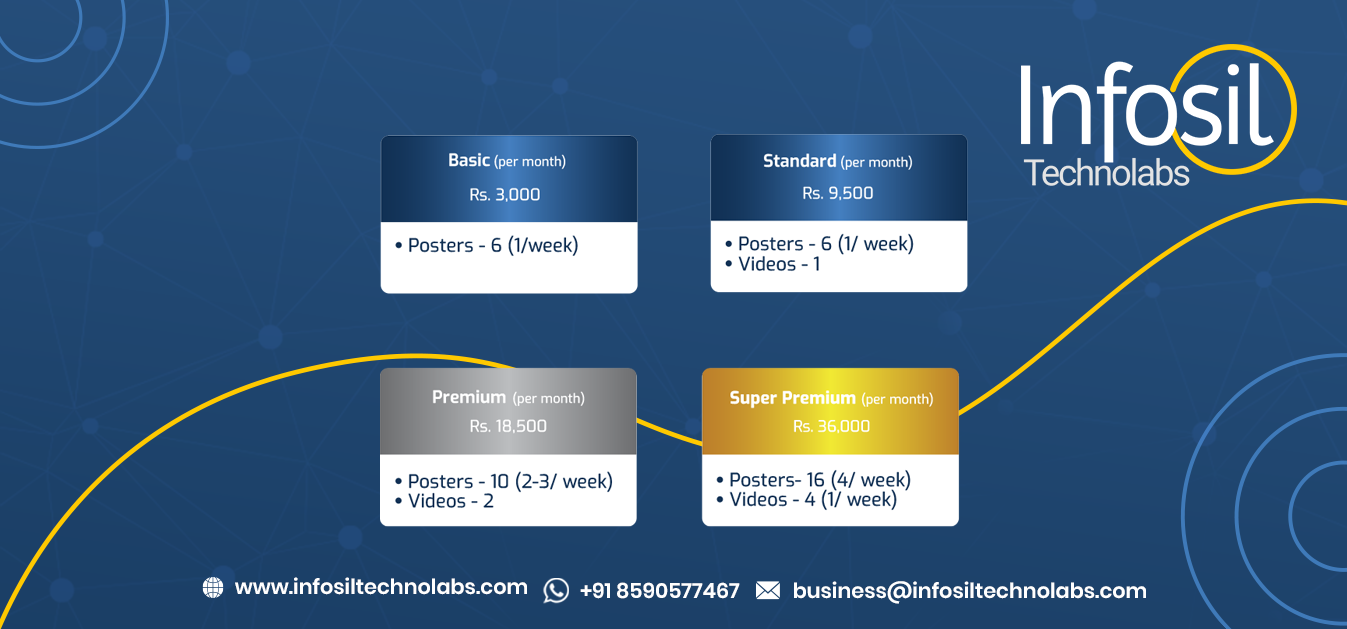 Infosil
Technolabs
Basic (per month)
Rs. 3,000
• Posters - 6 (1/week)
Standard (per month)
Rs. 9,500
• Posters - 6 (1/ week)
• Videos - 1
Premium (per month)
Rs. 18,500
• Posters - 10 (2-3/ week)
• Videos - 2
Super Premium (per month)
Rs. 36,000
• Posters- 16 (4/ week)
• Videos - 4 (1/ week)
www.infosiltechnolabs.com +91 8590577467 business@infosiltechnolabs.com